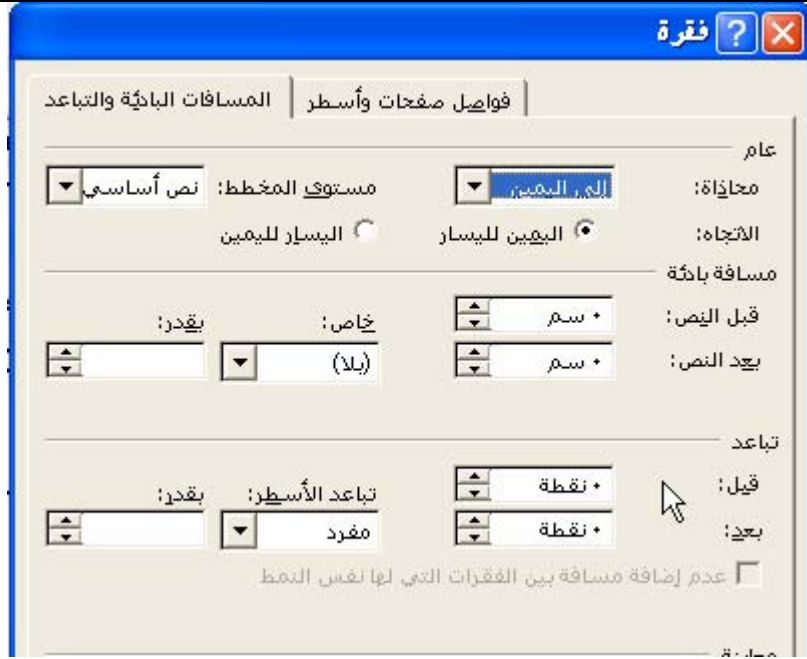 فقرة
المسافات البادئة والتباعد فواصل صفحات وأسطر
عام
محاذاة: إلى اليمين مستوى المخطط: نص أساسي
الاتجاه: اليمين لليسار اليسار لليمين
مسافة بادئة
قبل النص: ٠ سم خاص: بقدر:
بعد النص: ٠ سم (بلا)
تباعد
قبل: ٠ نقطة تباعد الأسطر: بقدر:
بعد: ٠ نقطة مفرد
عدم إضافة مسافة بين الفقرات التي لها نفس النمط
معاينة